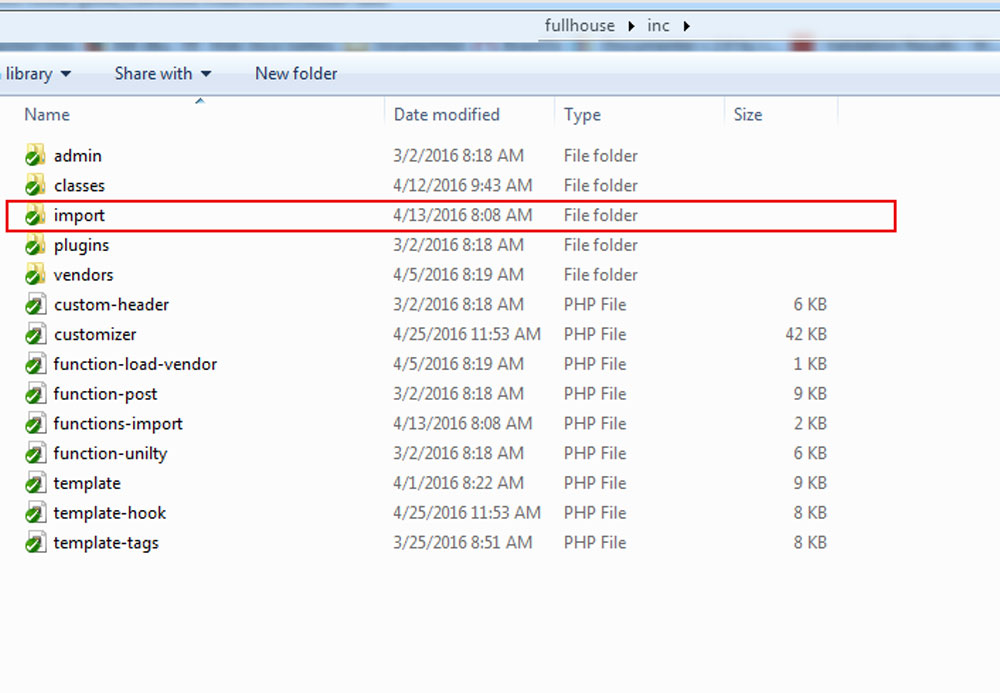 fullhouse inc
library Share with New folder
Name Date modified Type Size
admin 3/2/2016 8:18 AM File folder
classes 4/12/2016 9:43 AM File folder
import 4/13/2016 8:08 AM File folder
plugins 3/2/2016 8:18 AM File folder
vendors 4/5/2016 8:19 AM File folder
custom-header 3/2/2016 8:18 AM PHP File 6 KB
customizer 4/25/2016 11:53 AM PHP File 42 KB
function-load-vendor 4/5/2016 8:19 AM PHP File 1 KB
function-post 3/2/2016 8:18 AM PHP File 9 KB
functions-import 4/13/2016 8:08 AM PHP File 2 KB
function-unilty 3/2/2016 8:18 AM PHP File 6 KB
template 4/1/2016 8:22 AM PHP File 9 KB
template-hook 4/25/2016 11:53 AM PHP File 8 KB
template-tags 3/25/2016 8:51 AM PHP File 8 KB